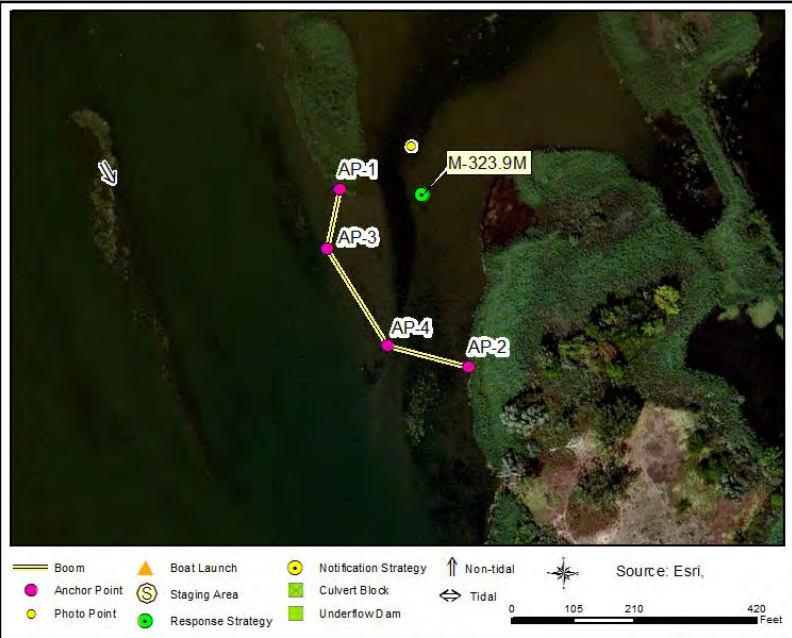 M-323.9M
AP-1
AP-3
AP-4
AP-2
Boom
Boat Launch
Notification Strategy
Non-tidal
Source: Esri,
Anchor Point
S
Staging Area
Culvert Block
Tidal
Photo Point
Response Strategy
Underflow Dam
0 105 210 420
Feet